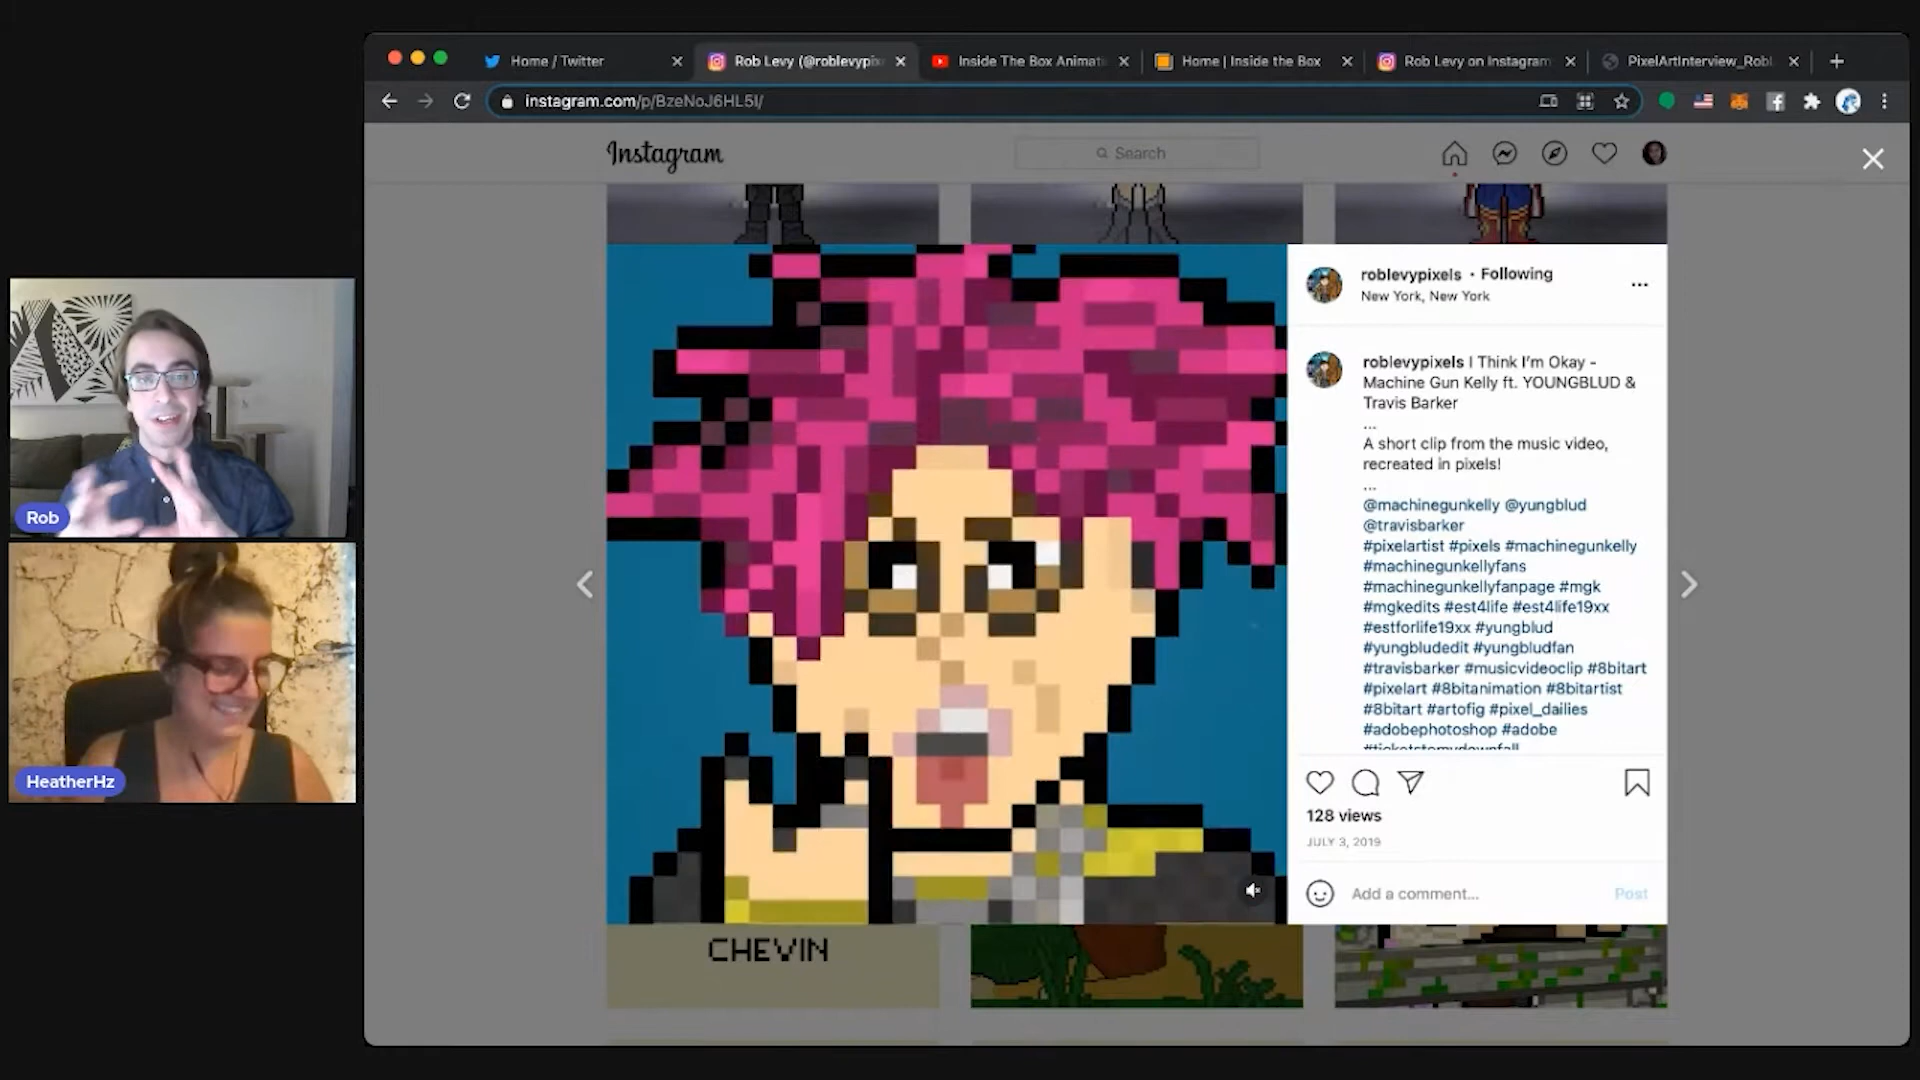 Home / Twitter
Rob Levy (@roblevypix
Inside The Box Animat
Home | Inside the Box
Rob Levy on Instagram
PixelArtInterview_Robl
instagram.com/p/BzeNoJ6HL5I/
Instagram
Search
roblevypixels • Following
New York, New York
roblevypixels I Think I'm Okay -
Machine Gun Kelly ft. YOUNGBLUD &
Travis Barker
...
A short clip from the music video,
recreated in pixels!
...
@machinegunkelly @yungblud
@travisbarker
#pixelartist #pixels #machinegunkelly
#machinegunkellyfans
#machinegunkellyfanpage #mgk
#mgkedits #est4life #est4life19xx
#estforlife19xx #yungblud
#yungbludedit #yungbludfan
#travisbarker #musicvideoclip #8bitart
#pixelart #8bitanimation #8bitartist
#8bitart #artofig #pixel_dailies
#adobephotoshop #adobe
#ticketstomydownfall
128 views
JULY 3, 2019
Add a comment...
Post
CHEVIN
Rob
HeatherHz